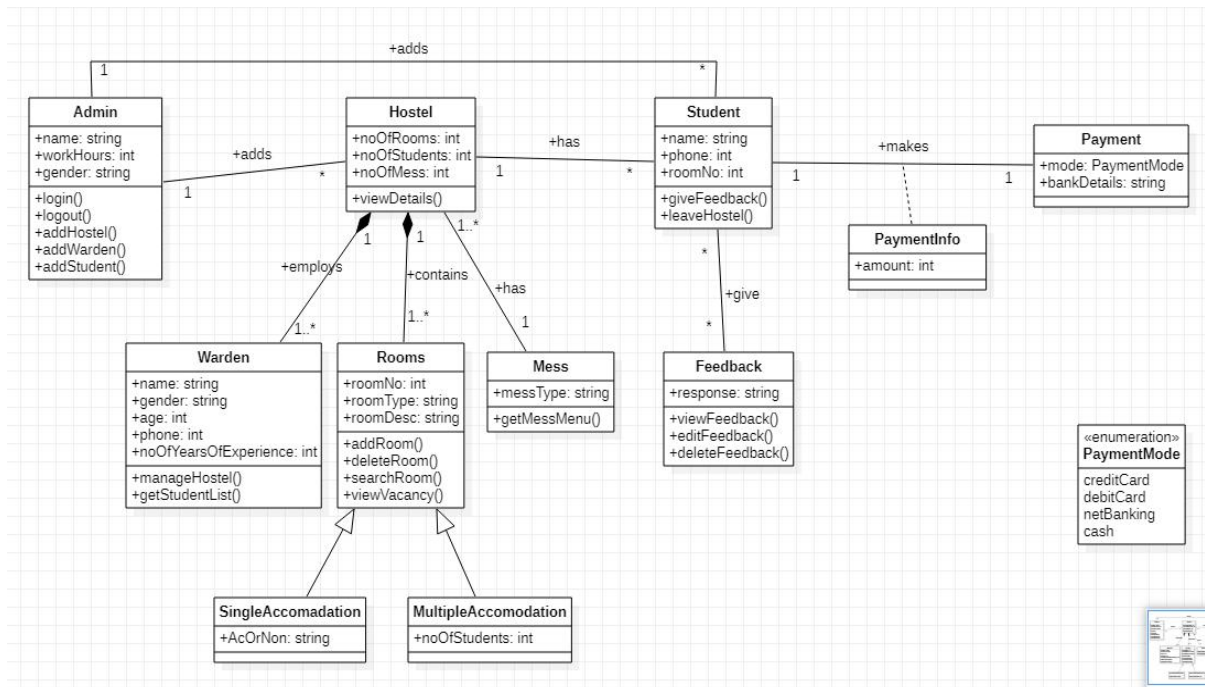 +adds
1
*
Admin
+name: string
+workHours: int
+gender: string
+login()
+logout()
+addHostel()
+addWarden()
+addStudent()
+adds
1
*
Hostel
+noOfRooms: int
+noOfStudents: int
+noOfMess: int
+viewDetails()
+has
1
*
Student
+name: string
+phone: int
+roomNo: int
+giveFeedback()
+leaveHostel()
+makes
1
1
Payment
+mode: PaymentMode
+bankDetails: string
PaymentInfo
+amount: int
1
+employs
1..*
1
+contains
1..*
1..*
+has
1
*
+give
*
Warden
+name: string
+gender: string
+age: int
+phone: int
+noOfYearsOfExperience: int
+manageHostel()
+getStudentList()
Rooms
+roomNo: int
+roomType: string
+roomDesc: string
+addRoom()
+deleteRoom()
+searchRoom()
+viewVacancy()
Mess
+messType: string
+getMessMenu()
Feedback
+response: string
+viewFeedback()
+editFeedback()
+deleteFeedback()
«enumeration»
PaymentMode
creditCard
debitCard
netBanking
cash
SingleAccomadation
+AcOrNon: string
MultipleAccomodation
+noOfStudents: int